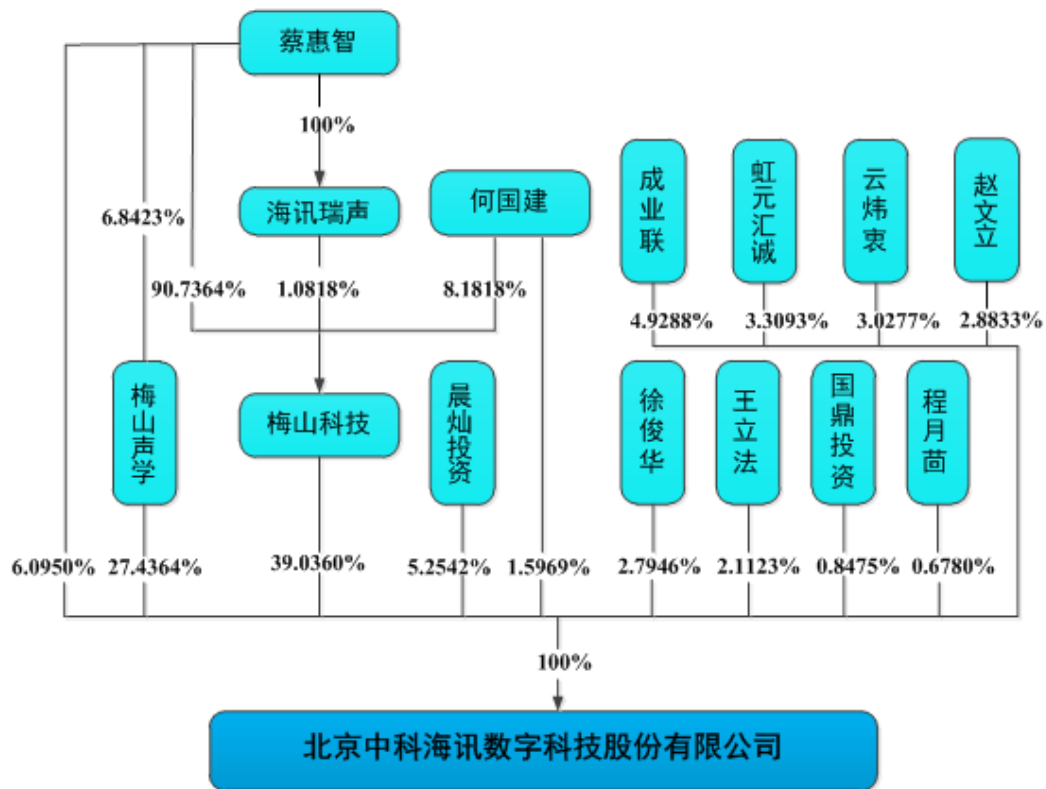 蔡惠智
100%
海讯瑞声
何国建
成业联
虹元汇诚
云炜衷
赵文立
6.8423%
90.7364%
1.0818%
8.1818%
4.9288%
3.3093%
3.0277%
2.8833%
梅山声学
梅山科技
晨灿投资
徐俊华
王立法
国鼎投资
程月茴
6.0950%
27.4364%
39.0360%
5.2542%
1.5969%
2.7946%
2.1123%
0.8475%
0.6780%
100%
北京中科海讯数字科技股份有限公司